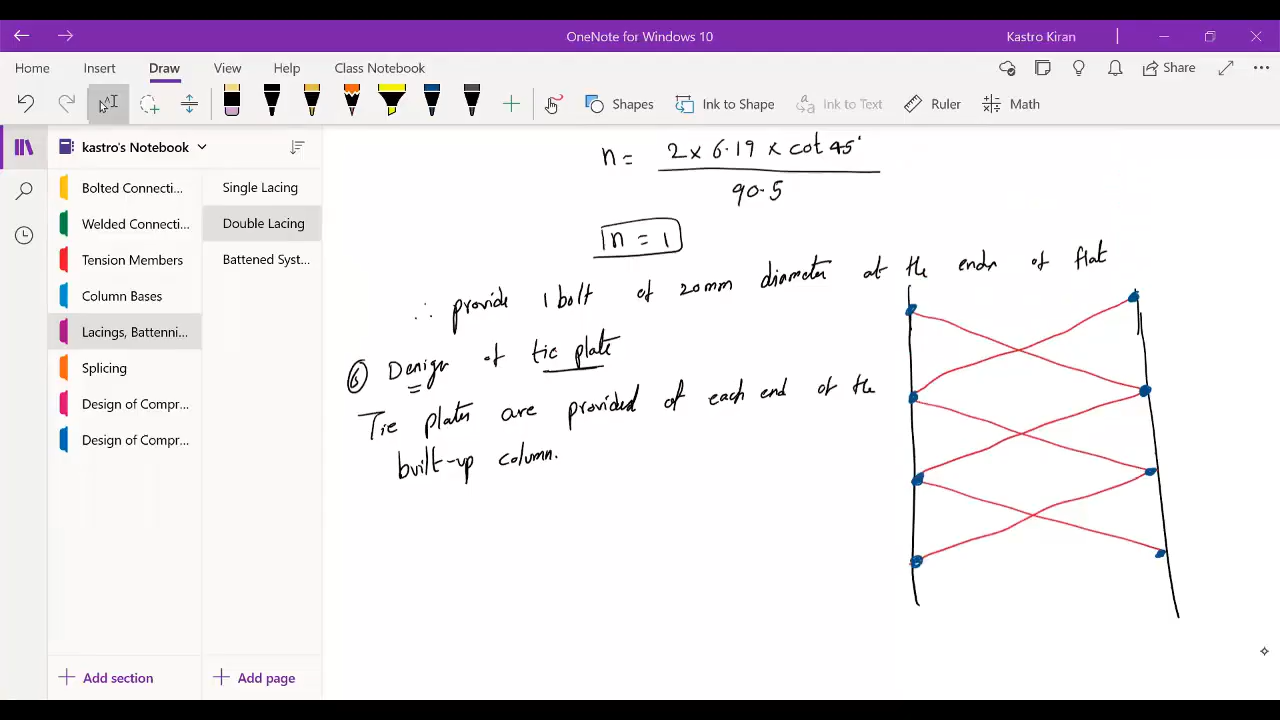 OneNote for Windows 10
Kastro Kiran
Home Insert Draw View Help Class Notebook
Share
Shapes Ink to Shape Ink to Text Ruler Math
kastro's Notebook
Bolted Connecti...
Welded Connecti...
Tension Members
Column Bases
Lacings, Battenni...
Splicing
Design of Compr...
Design of Compr...
Add section
Single Lacing
Double Lacing
Battened Syst...
Add page
n = 2 x 6.19 x cot 45°
90.5
n = 1
∴ provide 1 bolt of 20mm diameter at the ends of flat
⑥ Design of tie plate
Tie plates are provided of each end of the
built-up column.